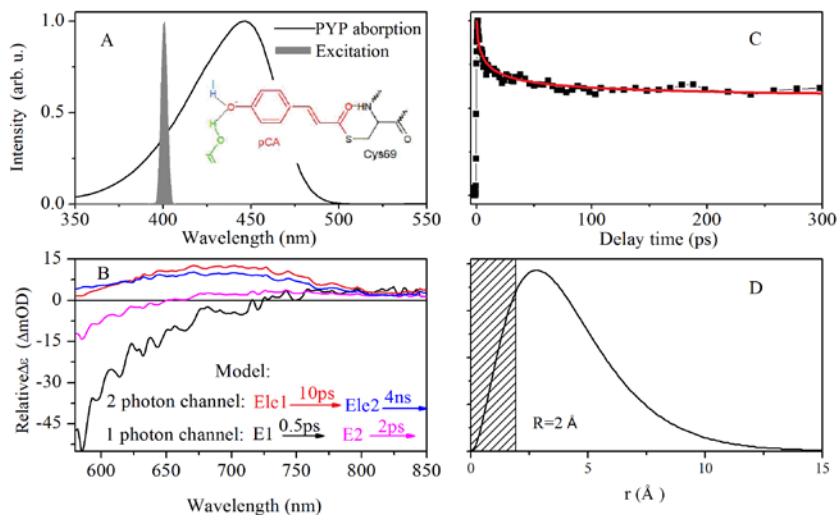 A
PYP aborption
Excitation
1.0
0.5
0.0
Intensity (arb. u.)
350 400 450 500 550
Wavelength (nm)
H
O
-
H
O
pCA
O
HN
O
S
Cys69
C
0 100 200 300
Delay time (ps)
B
15
0
-15
-30
-45
RelativeΔε (ΔmOD)
Model:
2 photon channel: Ele1 10ps Ele2 4ns
1 photon channel: E1 0.5ps E2 2ps
600 650 700 750 800 850
Wavelength (nm)
D
R=2 Å
0 5 10 15
r (Å)